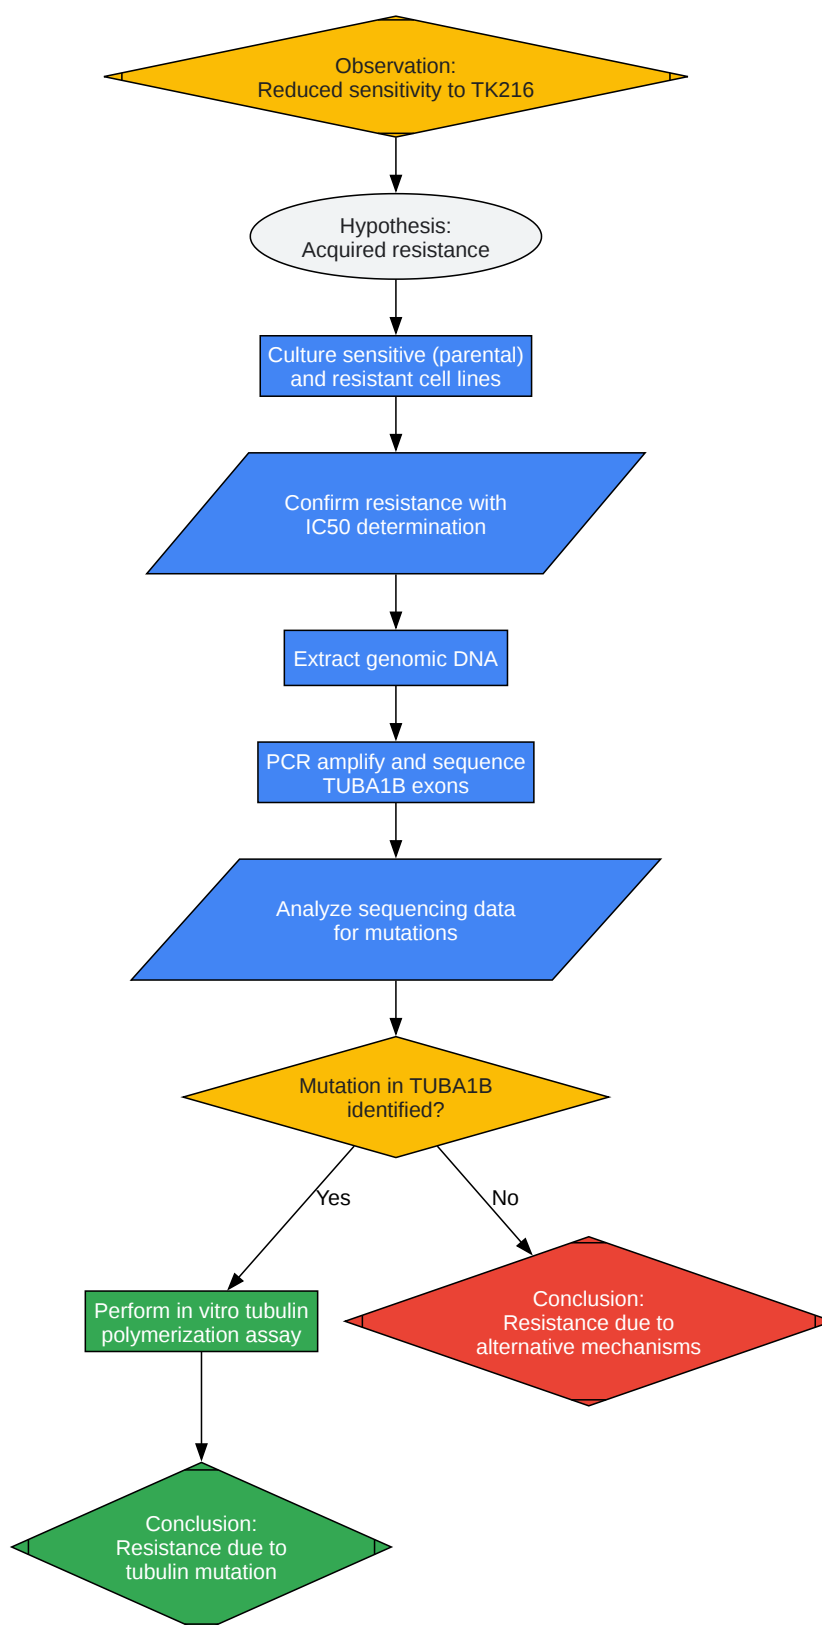 Observation:
Reduced sensitivity to TK216
Hypothesis:
Acquired resistance
Culture sensitive (parental)
and resistant cell lines
Confirm resistance with
IC50 determination
Extract genomic DNA
PCR amplify and sequence
TUBA1B exons
Analyze sequencing data
for mutations
Mutation in TUBA1B
identified?
Yes
No
Perform in vitro tubulin
polymerization assay
Conclusion:
Resistance due to
alternative mechanisms
Conclusion:
Resistance due to
tubulin mutation